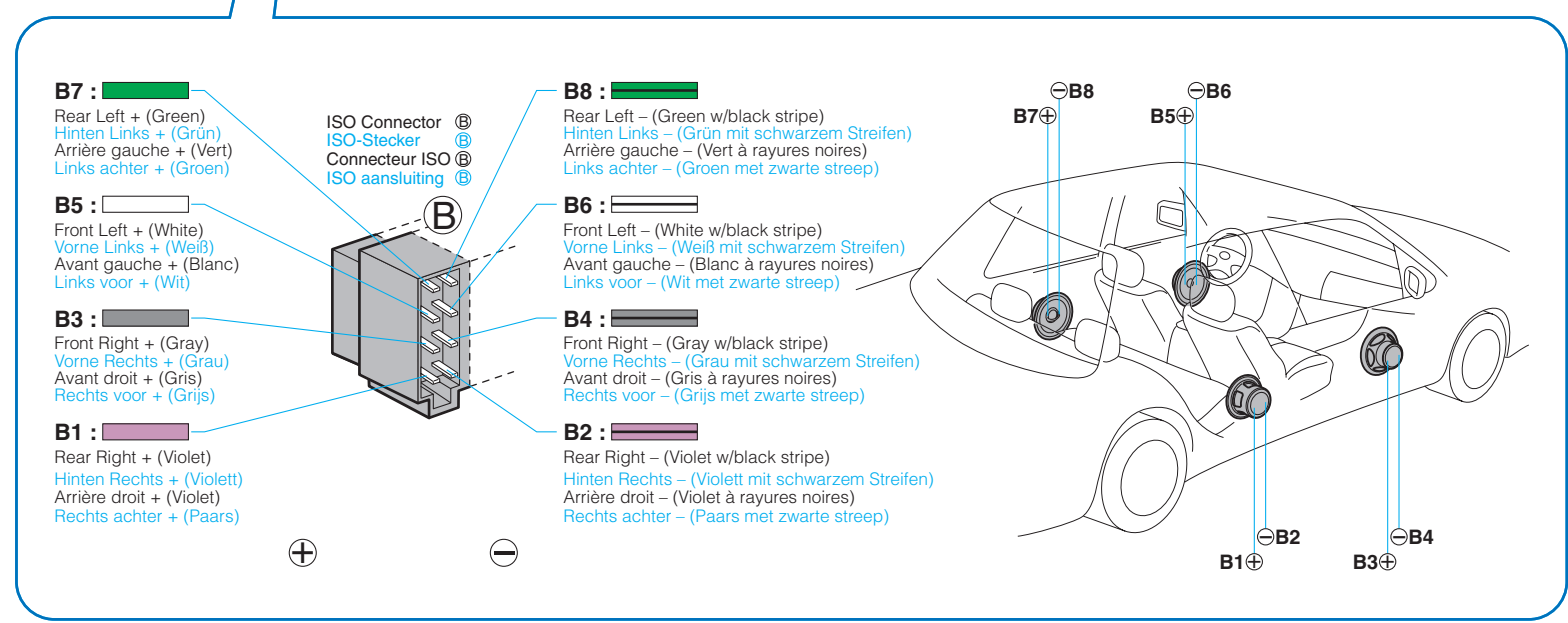 B7 :
Rear Left + (Green)
Hinten Links + (Grün)
Arrière gauche + (Vert)
Links achter + (Groen)
B5 :
Front Left + (White)
Vorne Links + (Weiß)
Avant gauche + (Blanc)
Links voor + (Wit)
B3 :
Front Right + (Gray)
Vorne Rechts + (Grau)
Avant droit + (Gris)
Rechts voor + (Grijs)
B1 :
Rear Right + (Violet)
Hinten Rechts + (Violett)
Arrière droit + (Violet)
Rechts achter + (Paars)
⊕
ISO Connector Ⓑ
ISO-Stecker Ⓑ
Connecteur ISO Ⓑ
ISO aansluiting Ⓑ
Ⓑ
B8 :
Rear Left – (Green w/black stripe)
Hinten Links – (Grün mit schwarzem Streifen)
Arrière gauche – (Vert à rayures noires)
Links achter – (Groen met zwarte streep)
B6 :
Front Left – (White w/black stripe)
Vorne Links – (Weiß mit schwarzem Streifen)
Avant gauche – (Blanc à rayures noires)
Links voor – (Wit met zwarte streep)
B4 :
Front Right – (Gray w/black stripe)
Vorne Rechts – (Grau mit schwarzem Streifen)
Avant droit – (Gris à rayures noires)
Rechts voor – (Grijs met zwarte streep)
B2 :
Rear Right – (Violet w/black stripe)
Hinten Rechts – (Violett mit schwarzem Streifen)
Arrière droit – (Violet à rayures noires)
Rechts achter – (Paars met zwarte streep)
⊖
⊖B8
B7⊕
⊖B6
B5⊕
⊖B2
B1⊕
⊖B4
B3⊕